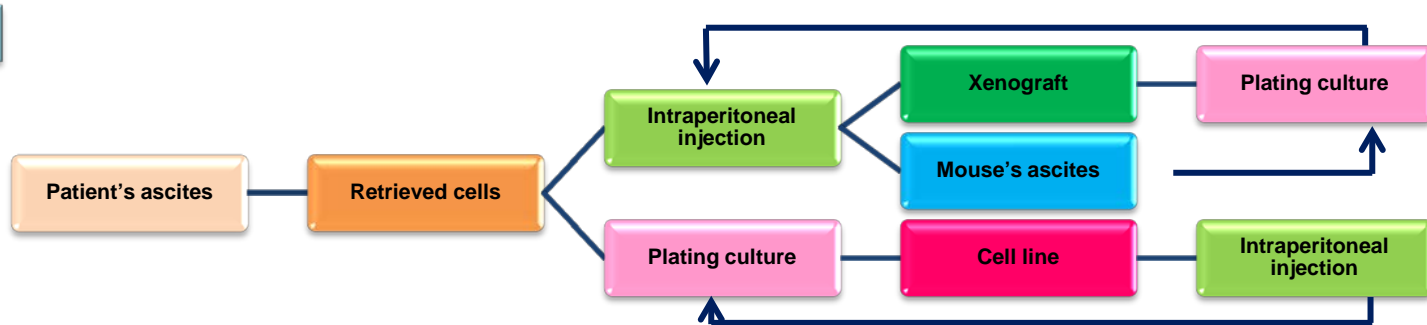 Xenograft
Plating culture
Intraperitoneal
injection
Patient's ascites
Retrieved cells
Mouse's ascites
Plating culture
Cell line
Intraperitoneal
injection